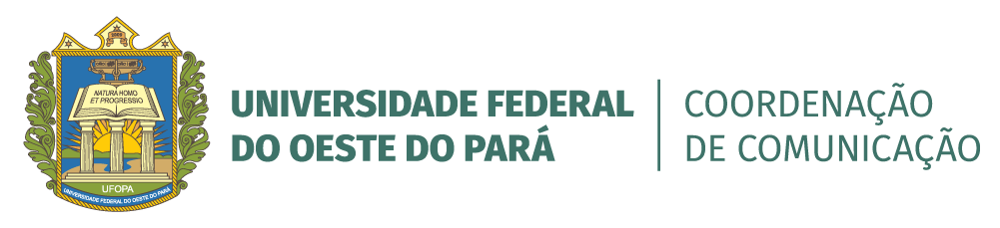 2009
NATURA HOMO
ET PROGRESSIO
UFOPA
UNIVERSIDADE FEDERAL DO OESTE DO PARÁ
UNIVERSIDADE FEDERAL
DO OESTE DO PARÁ
COORDENAÇÃO
DE COMUNICAÇÃO